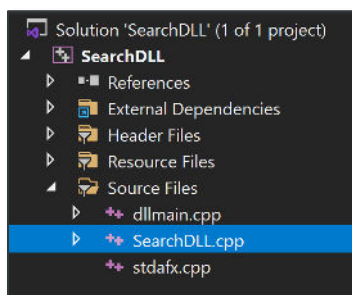 Solution 'SearchDLL' (1 of 1 project)
SearchDLL
References
External Dependencies
Header Files
Resource Files
Source Files
dllmain.cpp
SearchDLL.cpp
stdafx.cpp